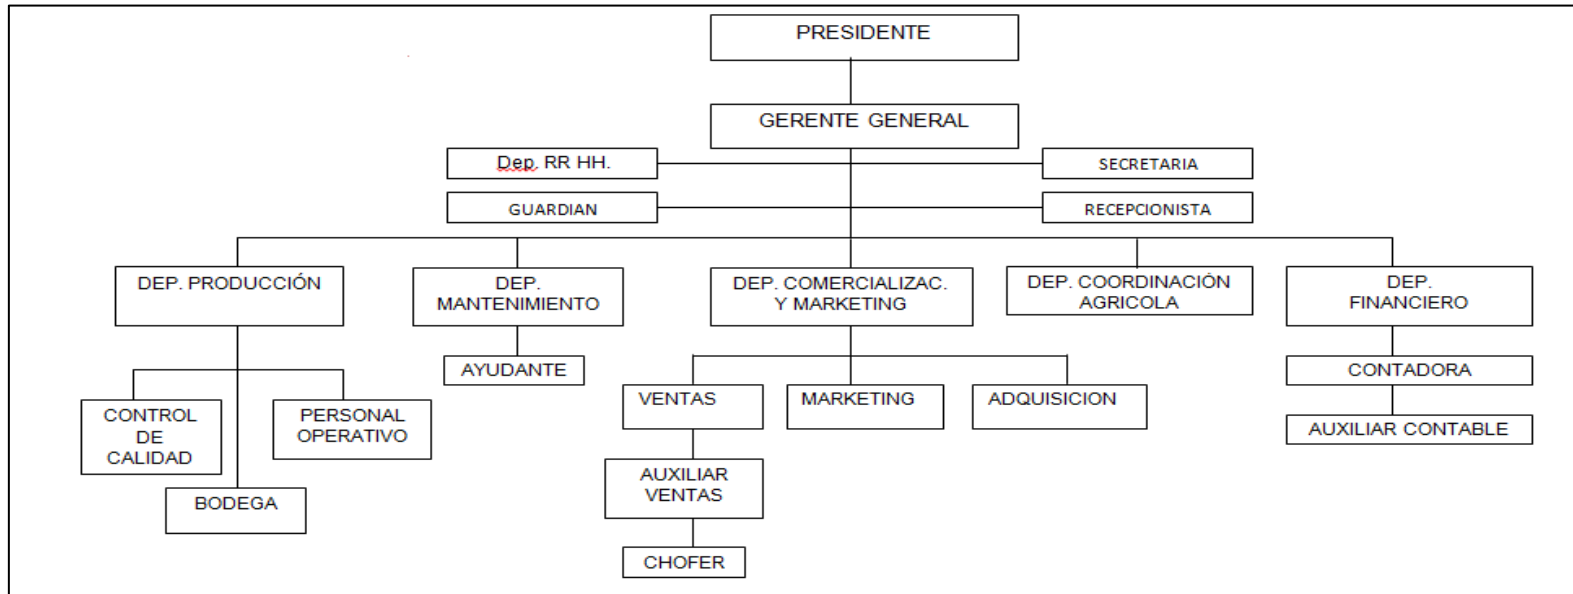 PRESIDENTE
GERENTE GENERAL
Dep. RR HH.
SECRETARIA
GUARDIAN
RECEPCIONISTA
DEP. PRODUCCIÓN
DEP.
MANTENIMIENTO
DEP. COMERCIALIZAC.
Y MARKETING
DEP. COORDINACIÓN
AGRICOLA
DEP.
FINANCIERO
AYUDANTE
CONTADORA
VENTAS
MARKETING
ADQUISICION
CONTROL
DE
CALIDAD
PERSONAL
OPERATIVO
AUXILIAR CONTABLE
AUXILIAR
VENTAS
BODEGA
CHOFER